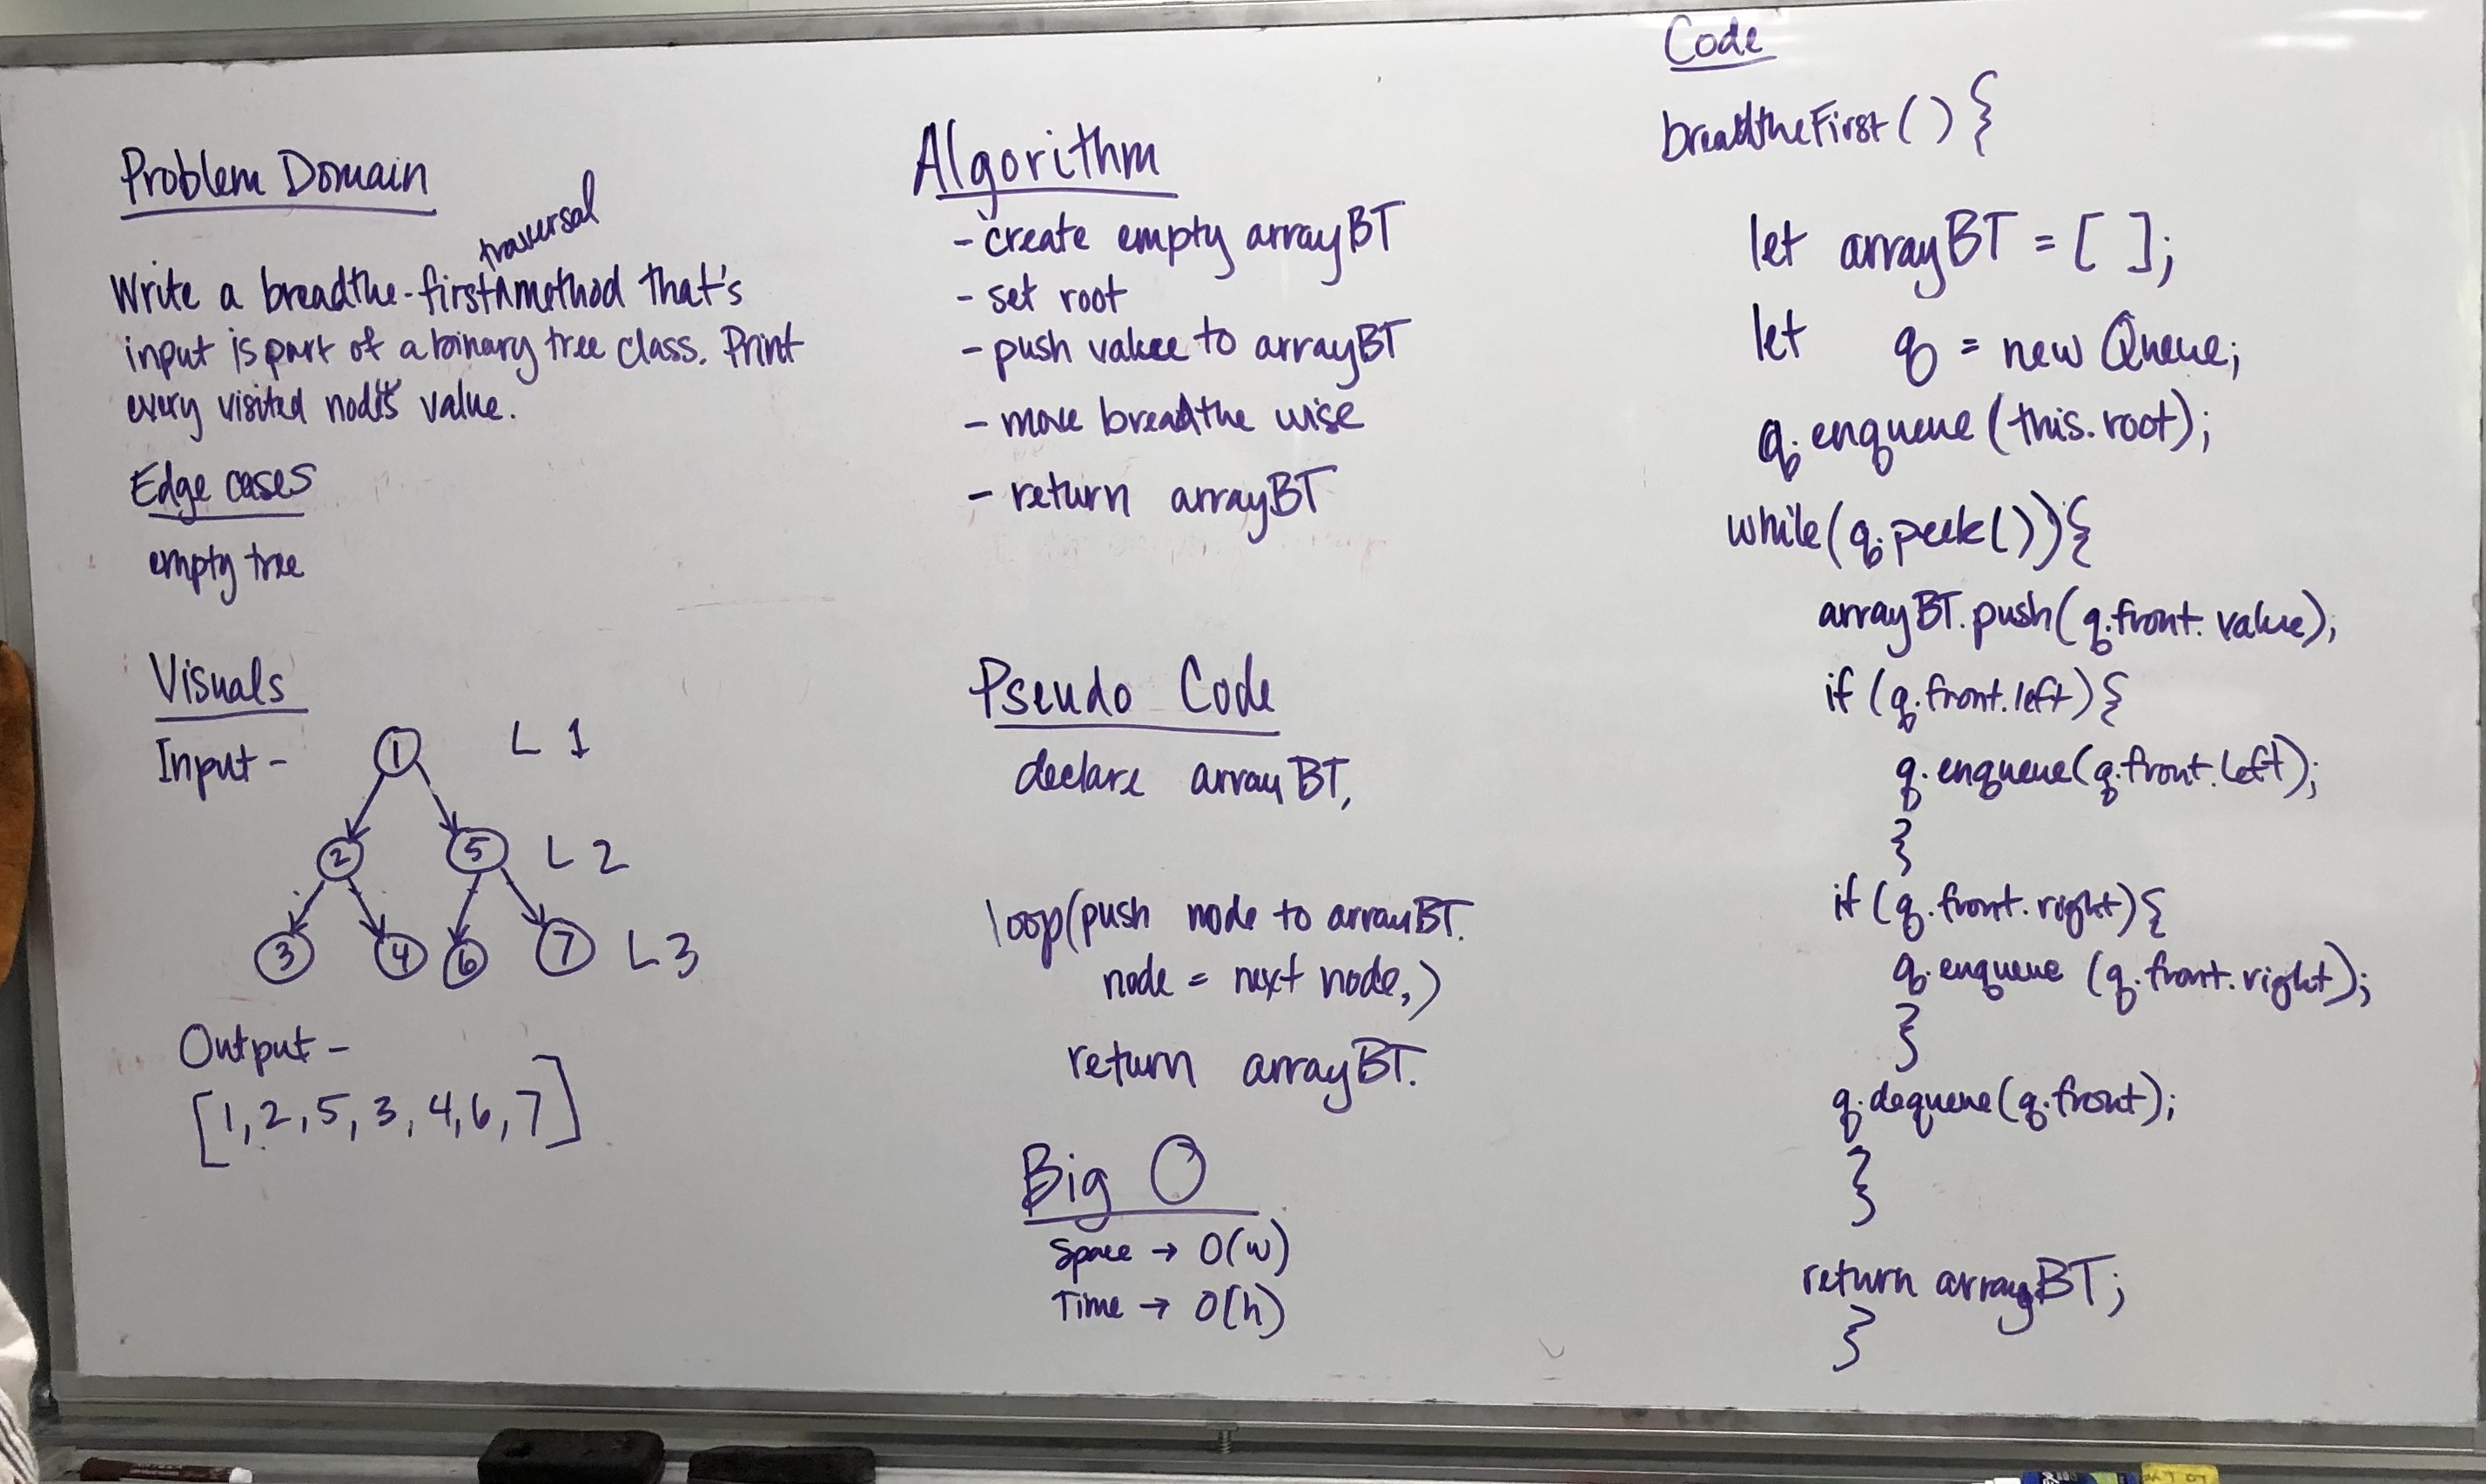 Problem Domain
traversal
Write a breadthe-first^method that's
input is part of a binary tree class. Print
every visited node's value.
Edge cases
empty tree
Visuals
Input -
1
L 1
2
5
L 2
3
4
6
7
L 3
Output -
[1,2,5,3,4,6,7]
Algorithm
- create empty arrayBT
- set root
- push value to arrayBT
- move breadthe wise
- return arrayBT
Pseudo Code
declare arrayBT,
loop(push node to arrayBT.
node = next node,)
return arrayBT.
Big O
Space → O(w)
Time → O(h)
Code
breadtheFirst() {
let arrayBT = [ ];
let q = new Queue;
q.enqueue(this.root);
while(q.peek()){
arrayBT.push(q.front.value);
if (q.front.left){
q.enqueue(q.front.left);
}
if (q.front.right){
q.enqueue (q.front.right);
}
q.dequeue(q.front);
}
return arrayBT;
}